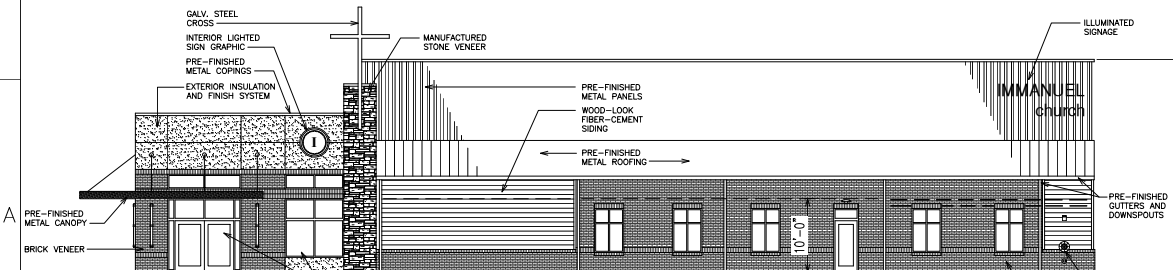 GALV. STEEL
CROSS
INTERIOR LIGHTED
SIGN GRAPHIC
PRE-FINISHED
METAL COPINGS
EXTERIOR INSULATION
AND FINISH SYSTEM
MANUFACTURED
STONE VENEER
ILLUMINATED
SIGNAGE
PRE-FINISHED
METAL PANELS
WOOD-LOOK
FIBER-CEMENT
SIDING
IMMANUEL
church
I
PRE-FINISHED
METAL ROOFING
A
PRE-FINISHED
METAL CANOPY
BRICK VENEER
10'-0"
PRE-FINISHED
GUTTERS AND
DOWNSPOUTS